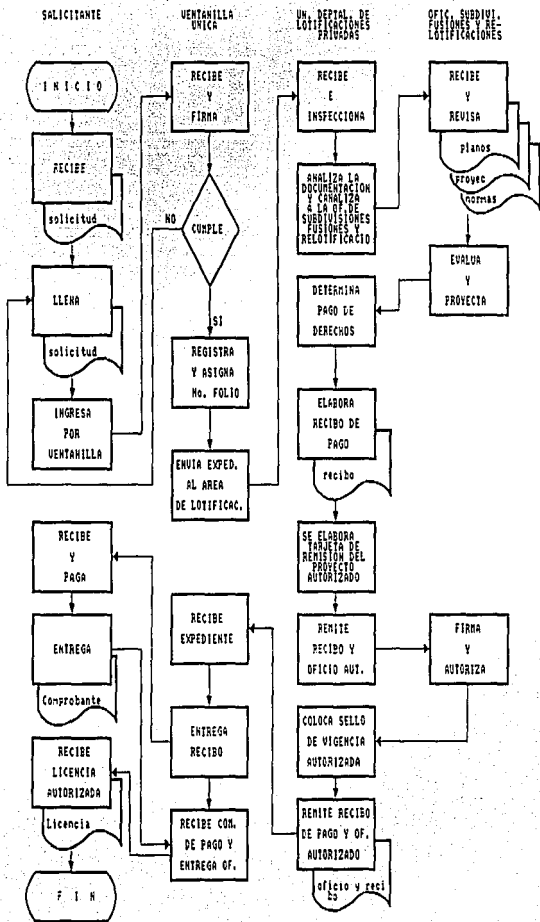 SOLICITANTE
VENTANILLA
UNICA
UN. DEPTAL. DE
LOTIFICACIONES
PRIVADAS
OFIC. SUBDIVI.
FUSIONES Y RE-
LOTIFICACIONES
I N I C I O
RECIBE
solicitud
LLENA
solicitud
INGRESA
POR
VENTANILLA
RECIBE
Y
FIRMA
NO
CUMPLE
SI
REGISTRA
Y ASIGNA
No. FOLIO
ENVIA EXPED.
AL AREA
DE LOTIFICAC.
RECIBE
E
INSPECCIONA
ANALIZA LA
DOCUMENTACION
Y CANALIZA
A LA OF. DE
SUBDIVISIONES
FUSIONES Y
RELOTIFICACIO
RECIBE
Y
REVISA
planos
proyec
normas
EVALUA
Y
PROYECTA
DETERMINA
PAGO DE
DERECHOS
ELABORA
RECIBO DE
PAGO
recibo
SE ELABORA
TARJETA DE
REMISION DEL
PROYECTO
AUTORIZADO
REMITE
RECIBO Y
OFICIO AUT.
FIRMA
Y
AUTORIZA
COLOCA SELLO
DE VIGENCIA
AUTORIZADA
REMITE RECIBO
DE PAGO Y OF.
AUTORIZADO
oficio y reci
bo
RECIBE
EXPEDIENTE
ENTREGA
RECIBO
RECIBE COM.
DE PAGO Y
ENTREGA OF.
RECIBE
Y
PAGA
ENTREGA
Comprobante
RECIBE
LICENCIA
AUTORIZADA
Licencia
F I N